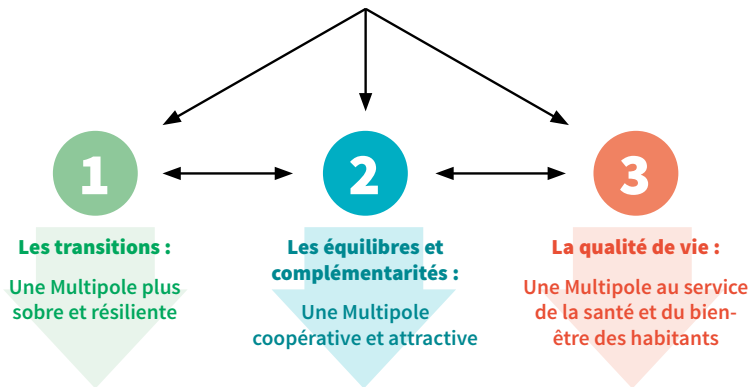 1
Les transitions :
Une Multipole plus
sobre et résiliente
2
Les équilibres et
complémentarités :
Une Multipole
coopérative et attractive
3
La qualité de vie :
Une Multipole au service
de la santé et du bien-
être des habitants